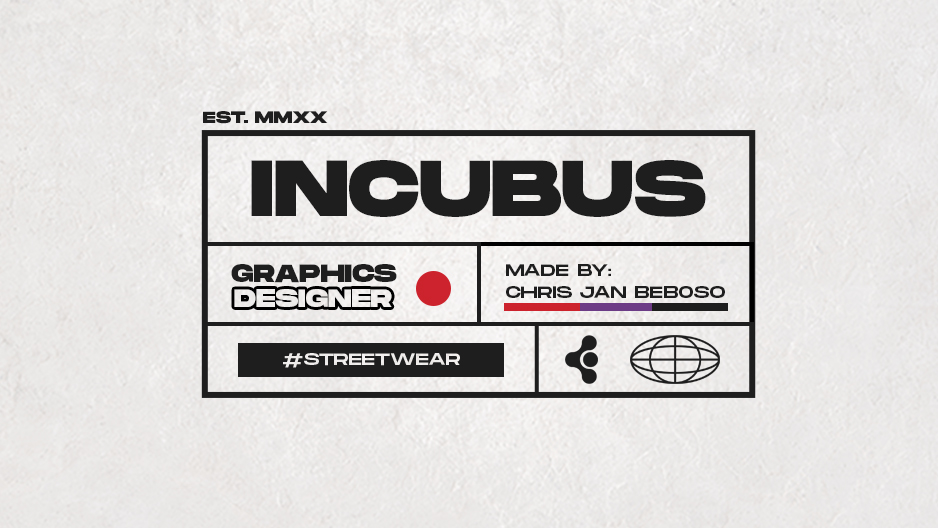 EST. MMXX
INCUBUS
GRAPHICS
DESIGNER
MADE BY:
CHRIS JAN BEBOSO
#STREETWEAR